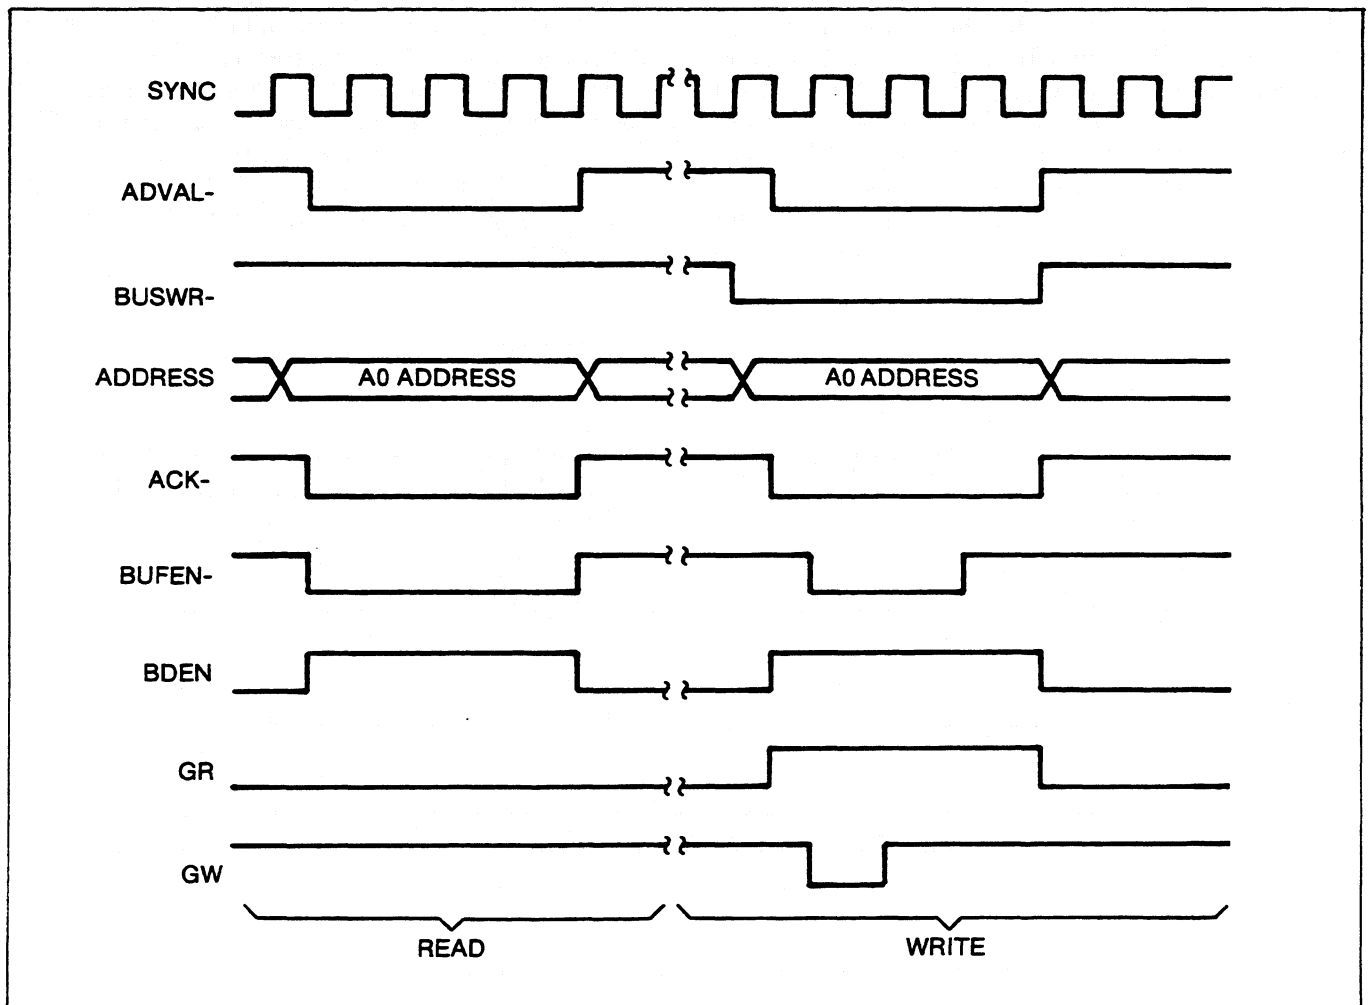 SYNC
ADVAL-
BUSWR-
ADDRESS A0 ADDRESS A0 ADDRESS
ACK-
BUFEN-
BDEN
GR
GW
READ WRITE